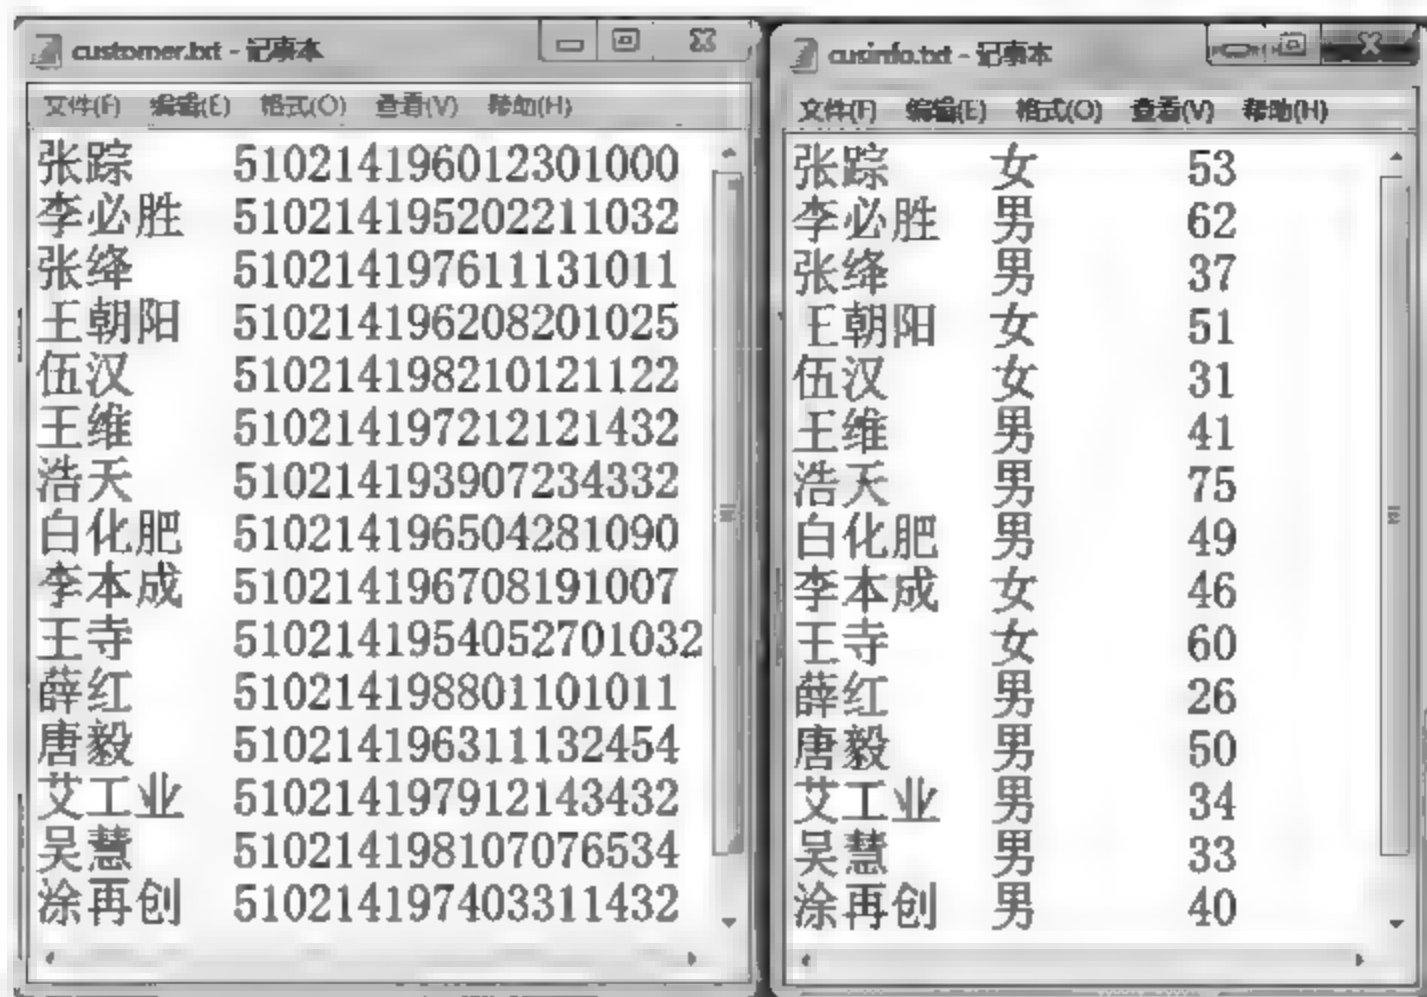 customer.txt - 记事本
文件(F) 编辑(E) 格式(O) 查看(V) 帮助(H)
张踪 510214196012301000
李必胜 510214195202211032
张绛 510214197611131011
王朝阳 510214196208201025
伍汉 510214198210121122
王维 510214197212121432
浩天 510214193907234332
白化肥 510214196504281090
李本成 510214196708191007
王寺 5102141954052701032
薛红 510214198801101011
唐毅 510214196311132454
艾工业 510214197912143432
吴慧 510214198107076534
涂再创 510214197403311432
cusinfo.txt - 记事本
文件(F) 编辑(E) 格式(O) 查看(V) 帮助(H)
张踪 女 53
李必胜 男 62
张绛 男 37
王朝阳 女 51
伍汉 女 31
王维 男 41
浩天 男 75
白化肥 男 49
李本成 女 46
王寺 女 60
薛红 男 26
唐毅 男 50
艾工业 男 34
吴慧 男 33
涂再创 男 40